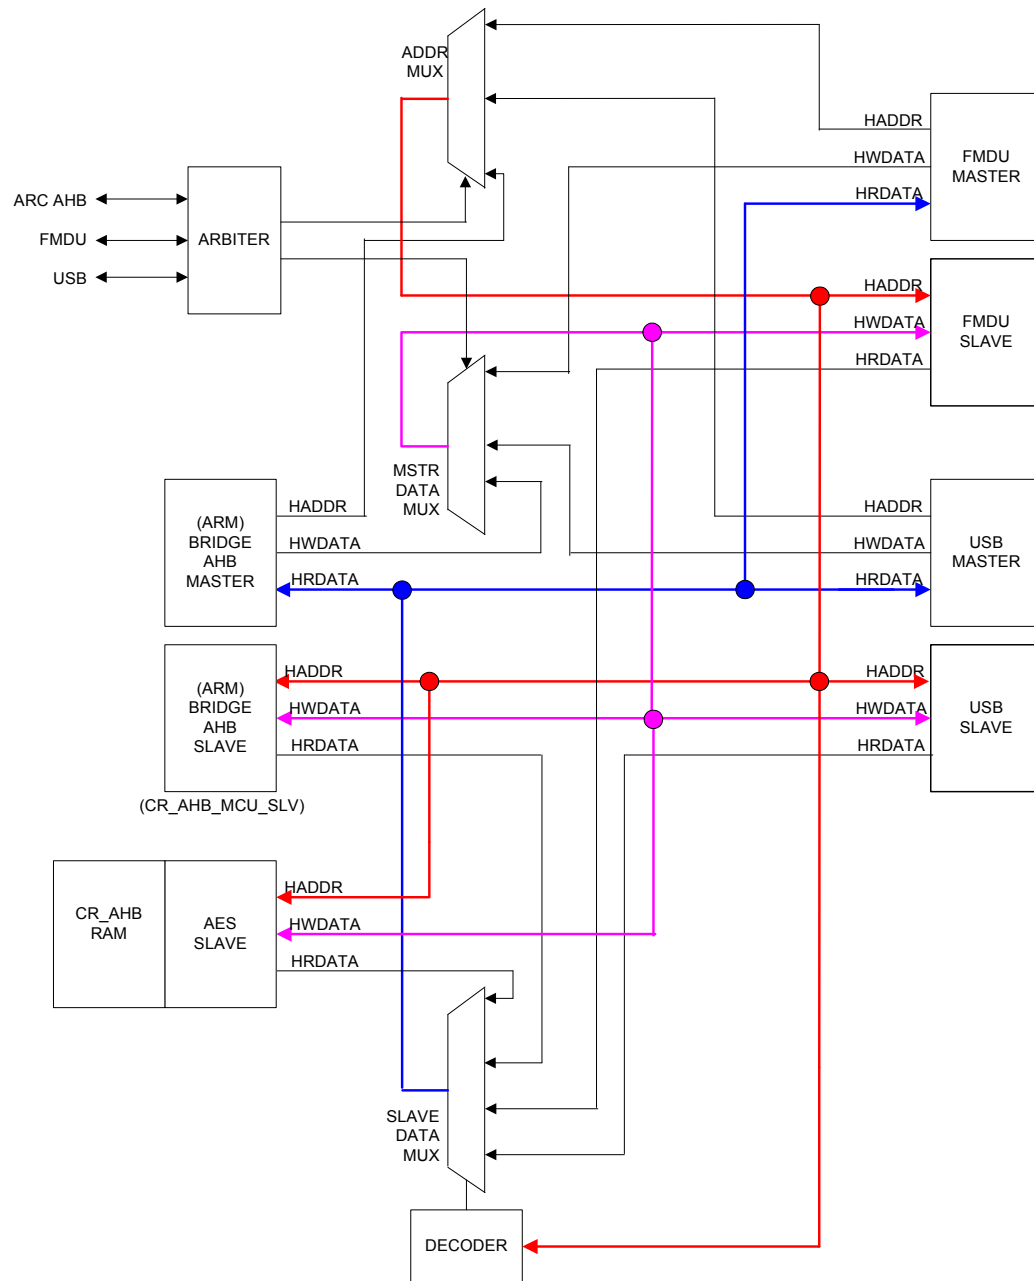 ADDR
MUX
HADDR
HWDATA
HRDATA
FMDU
MASTER
ARC AHB
FMDU
USB
ARBITER
HADDR
HWDATA
HRDATA
FMDU
SLAVE
MSTR
DATA
MUX
(ARM)
BRIDGE
AHB
MASTER
HADDR
HWDATA
HRDATA
HADDR
HWDATA
HRDATA
USB
MASTER
(ARM)
BRIDGE
AHB
SLAVE
HADDR
HWDATA
HRDATA
(CR_AHB_MCU_SLV)
HADDR
HWDATA
HRDATA
USB
SLAVE
CR_AHB
RAM
AES
SLAVE
HADDR
HWDATA
HRDATA
SLAVE
DATA
MUX
DECODER